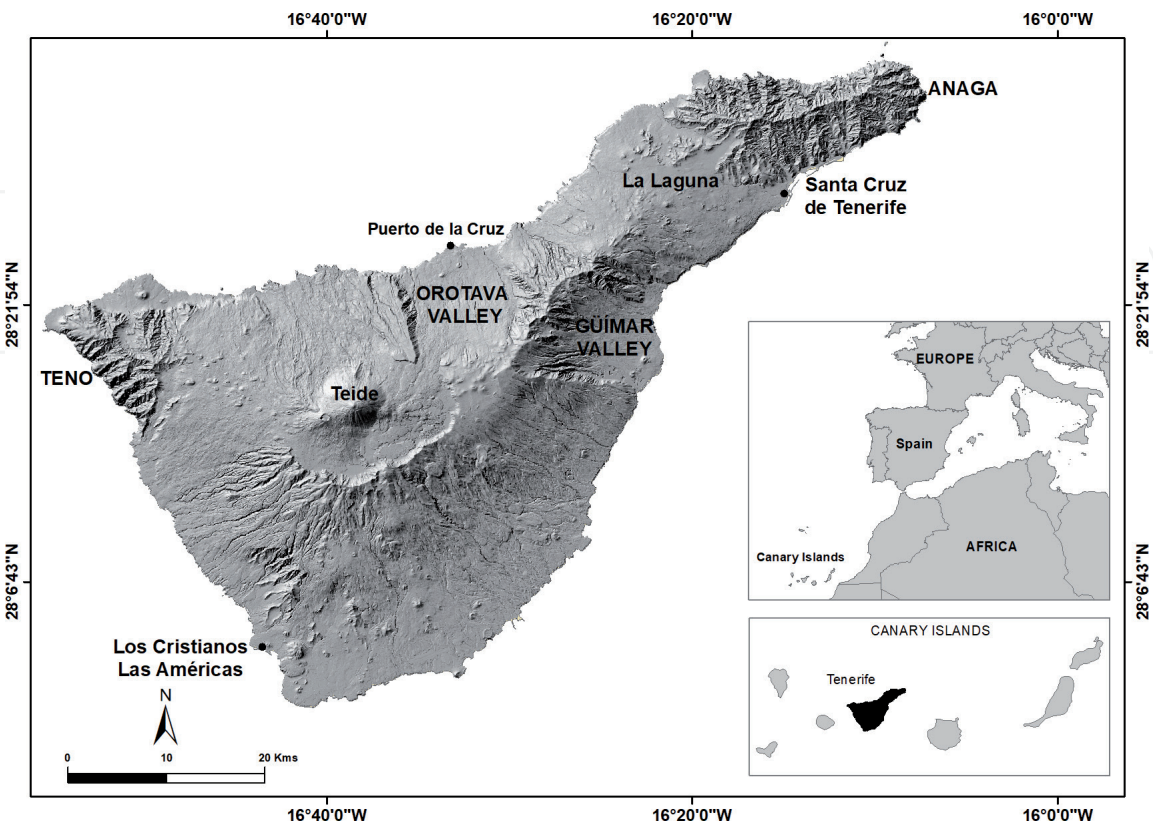 16°40'0"W
16°20'0"W
16°0'0"W
ANAGA
La Laguna
Santa Cruz
de Tenerife
Puerto de la Cruz
28°21'54"N
28°21'54"N
OROTAVA
VALLEY
GÜÍMAR
VALLEY
TENO
Teide
EUROPE
Spain
AFRICA
Canary Islands
28°6'43"N
28°6'43"N
Los Cristianos
Las Américas
N
0
10
20 Kms
CANARY ISLANDS
Tenerife
16°40'0"W
16°20'0"W
16°0'0"W